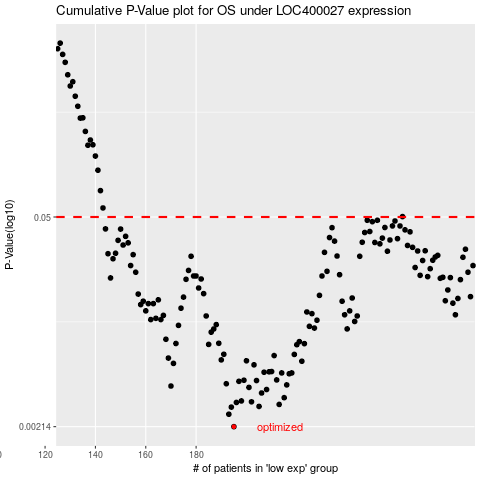 Cumulative P-Value plot for OS under LOC400027 expression
P-Value(log10)
0.05
0.00214
optimized
0 120 140 160 180
# of patients in 'low exp' group